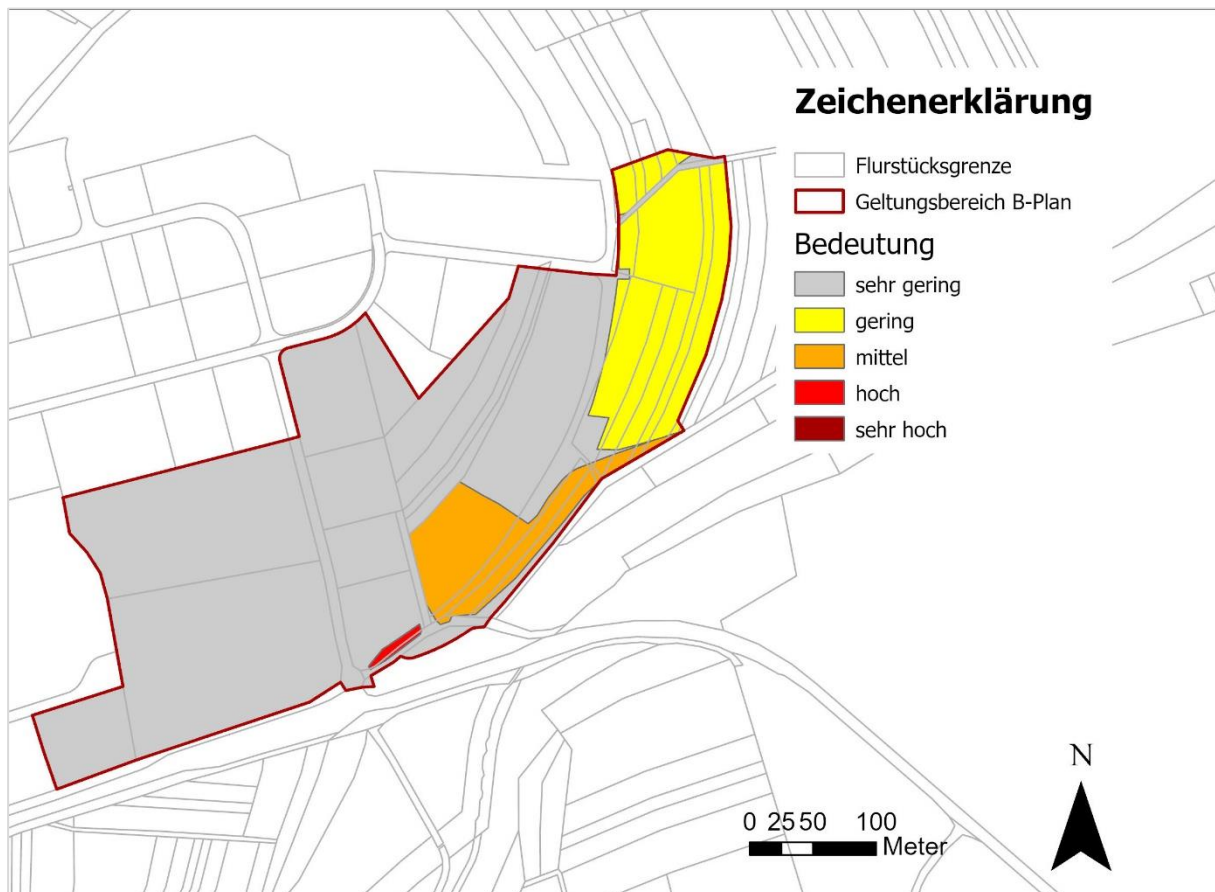 Zeichenerklärung
Flurstücksgrenze
Geltungsbereich B-Plan
Bedeutung
sehr gering
gering
mittel
hoch
sehr hoch
N
0 25 50 100
Meter